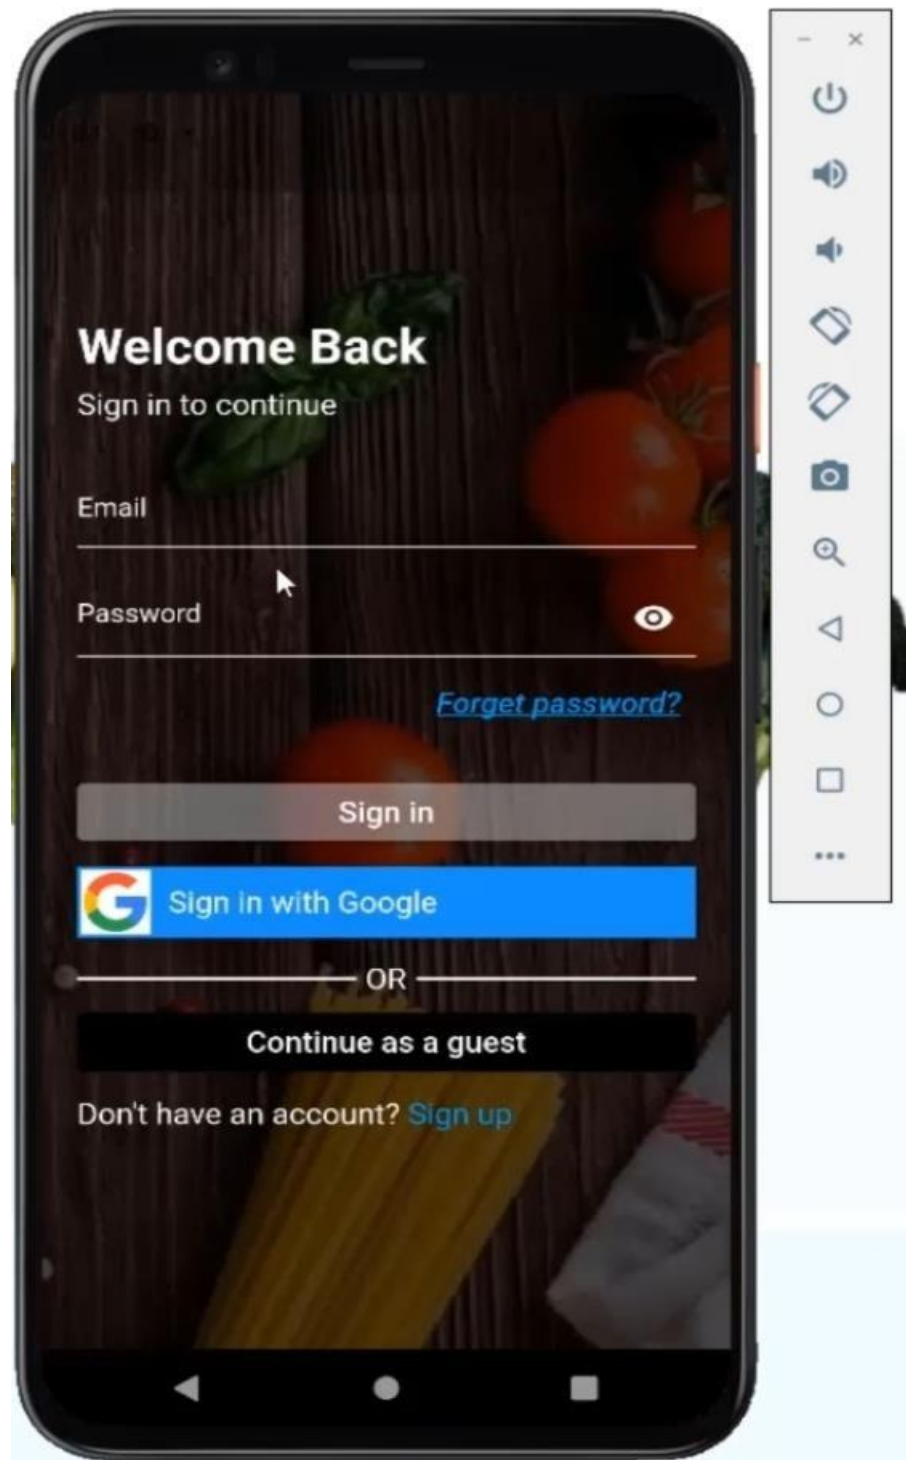 Welcome Back
Sign in to continue
Email
Password
Forget password?
Sign in
Sign in with Google
OR
Continue as a guest
Don't have an account? Sign up